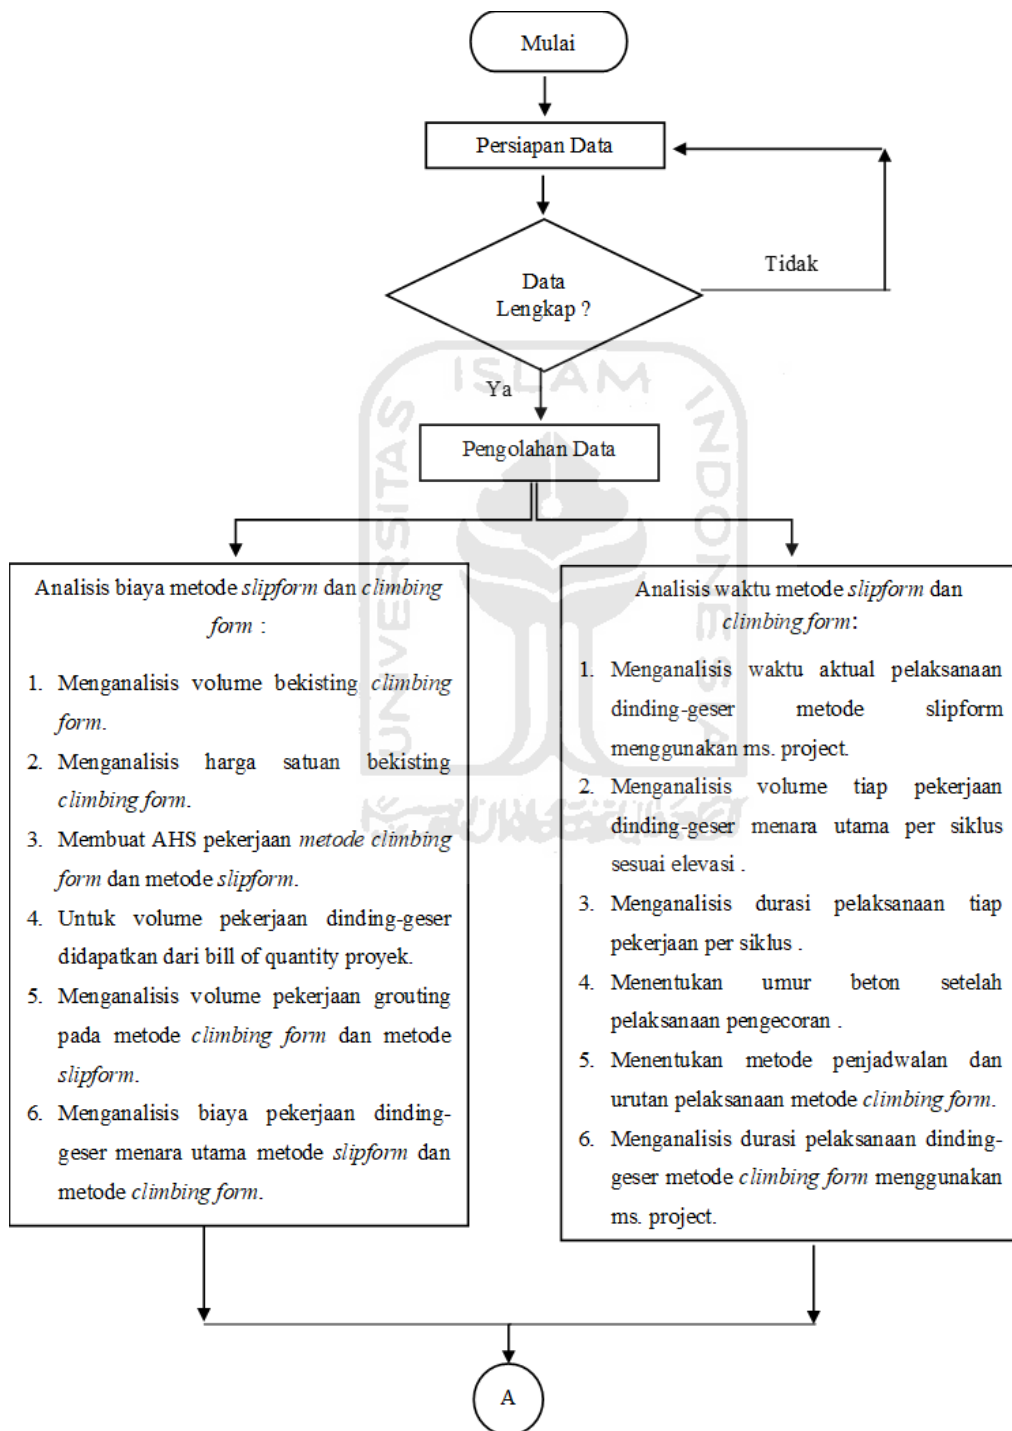 Mulai
Persiapan Data
Data
Lengkap ?
Tidak
Ya
Pengolahan Data
Analisis biaya metode slipform dan climbing
form :
1. Menganalisis volume bekisting climbing
form.
2. Menganalisis harga satuan bekisting
climbing form.
3. Membuat AHS pekerjaan metode climbing
form dan metode slipform.
4. Untuk volume pekerjaan dinding-geser
didapatkan dari bill of quantity proyek.
5. Menganalisis volume pekerjaan grouting
pada metode climbing form dan metode
slipform.
6. Menganalisis biaya pekerjaan dinding-
geser menara utama metode slipform dan
metode climbing form.
Analisis waktu metode slipform dan
climbing form:
1. Menganalisis waktu aktual pelaksanaan
dinding-geser metode slipform
menggunakan ms. project.
2. Menganalisis volume tiap pekerjaan
dinding-geser menara utama per siklus
sesuai elevasi .
3. Menganalisis durasi pelaksanaan tiap
pekerjaan per siklus .
4. Menentukan umur beton setelah
pelaksanaan pengecoran .
5. Menentukan metode penjadwalan dan
urutan pelaksanaan metode climbing form.
6. Menganalisis durasi pelaksanaan dinding-
geser metode climbing form menggunakan
ms. project.
A
UNIVERSITAS
ISLAM
INDONESIA